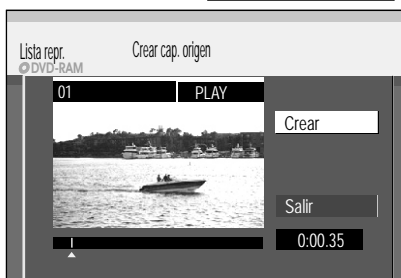 Lista repr.
Crear cap. origen
DVD-RAM
01
PLAY
Crear
Salir
0:00.35